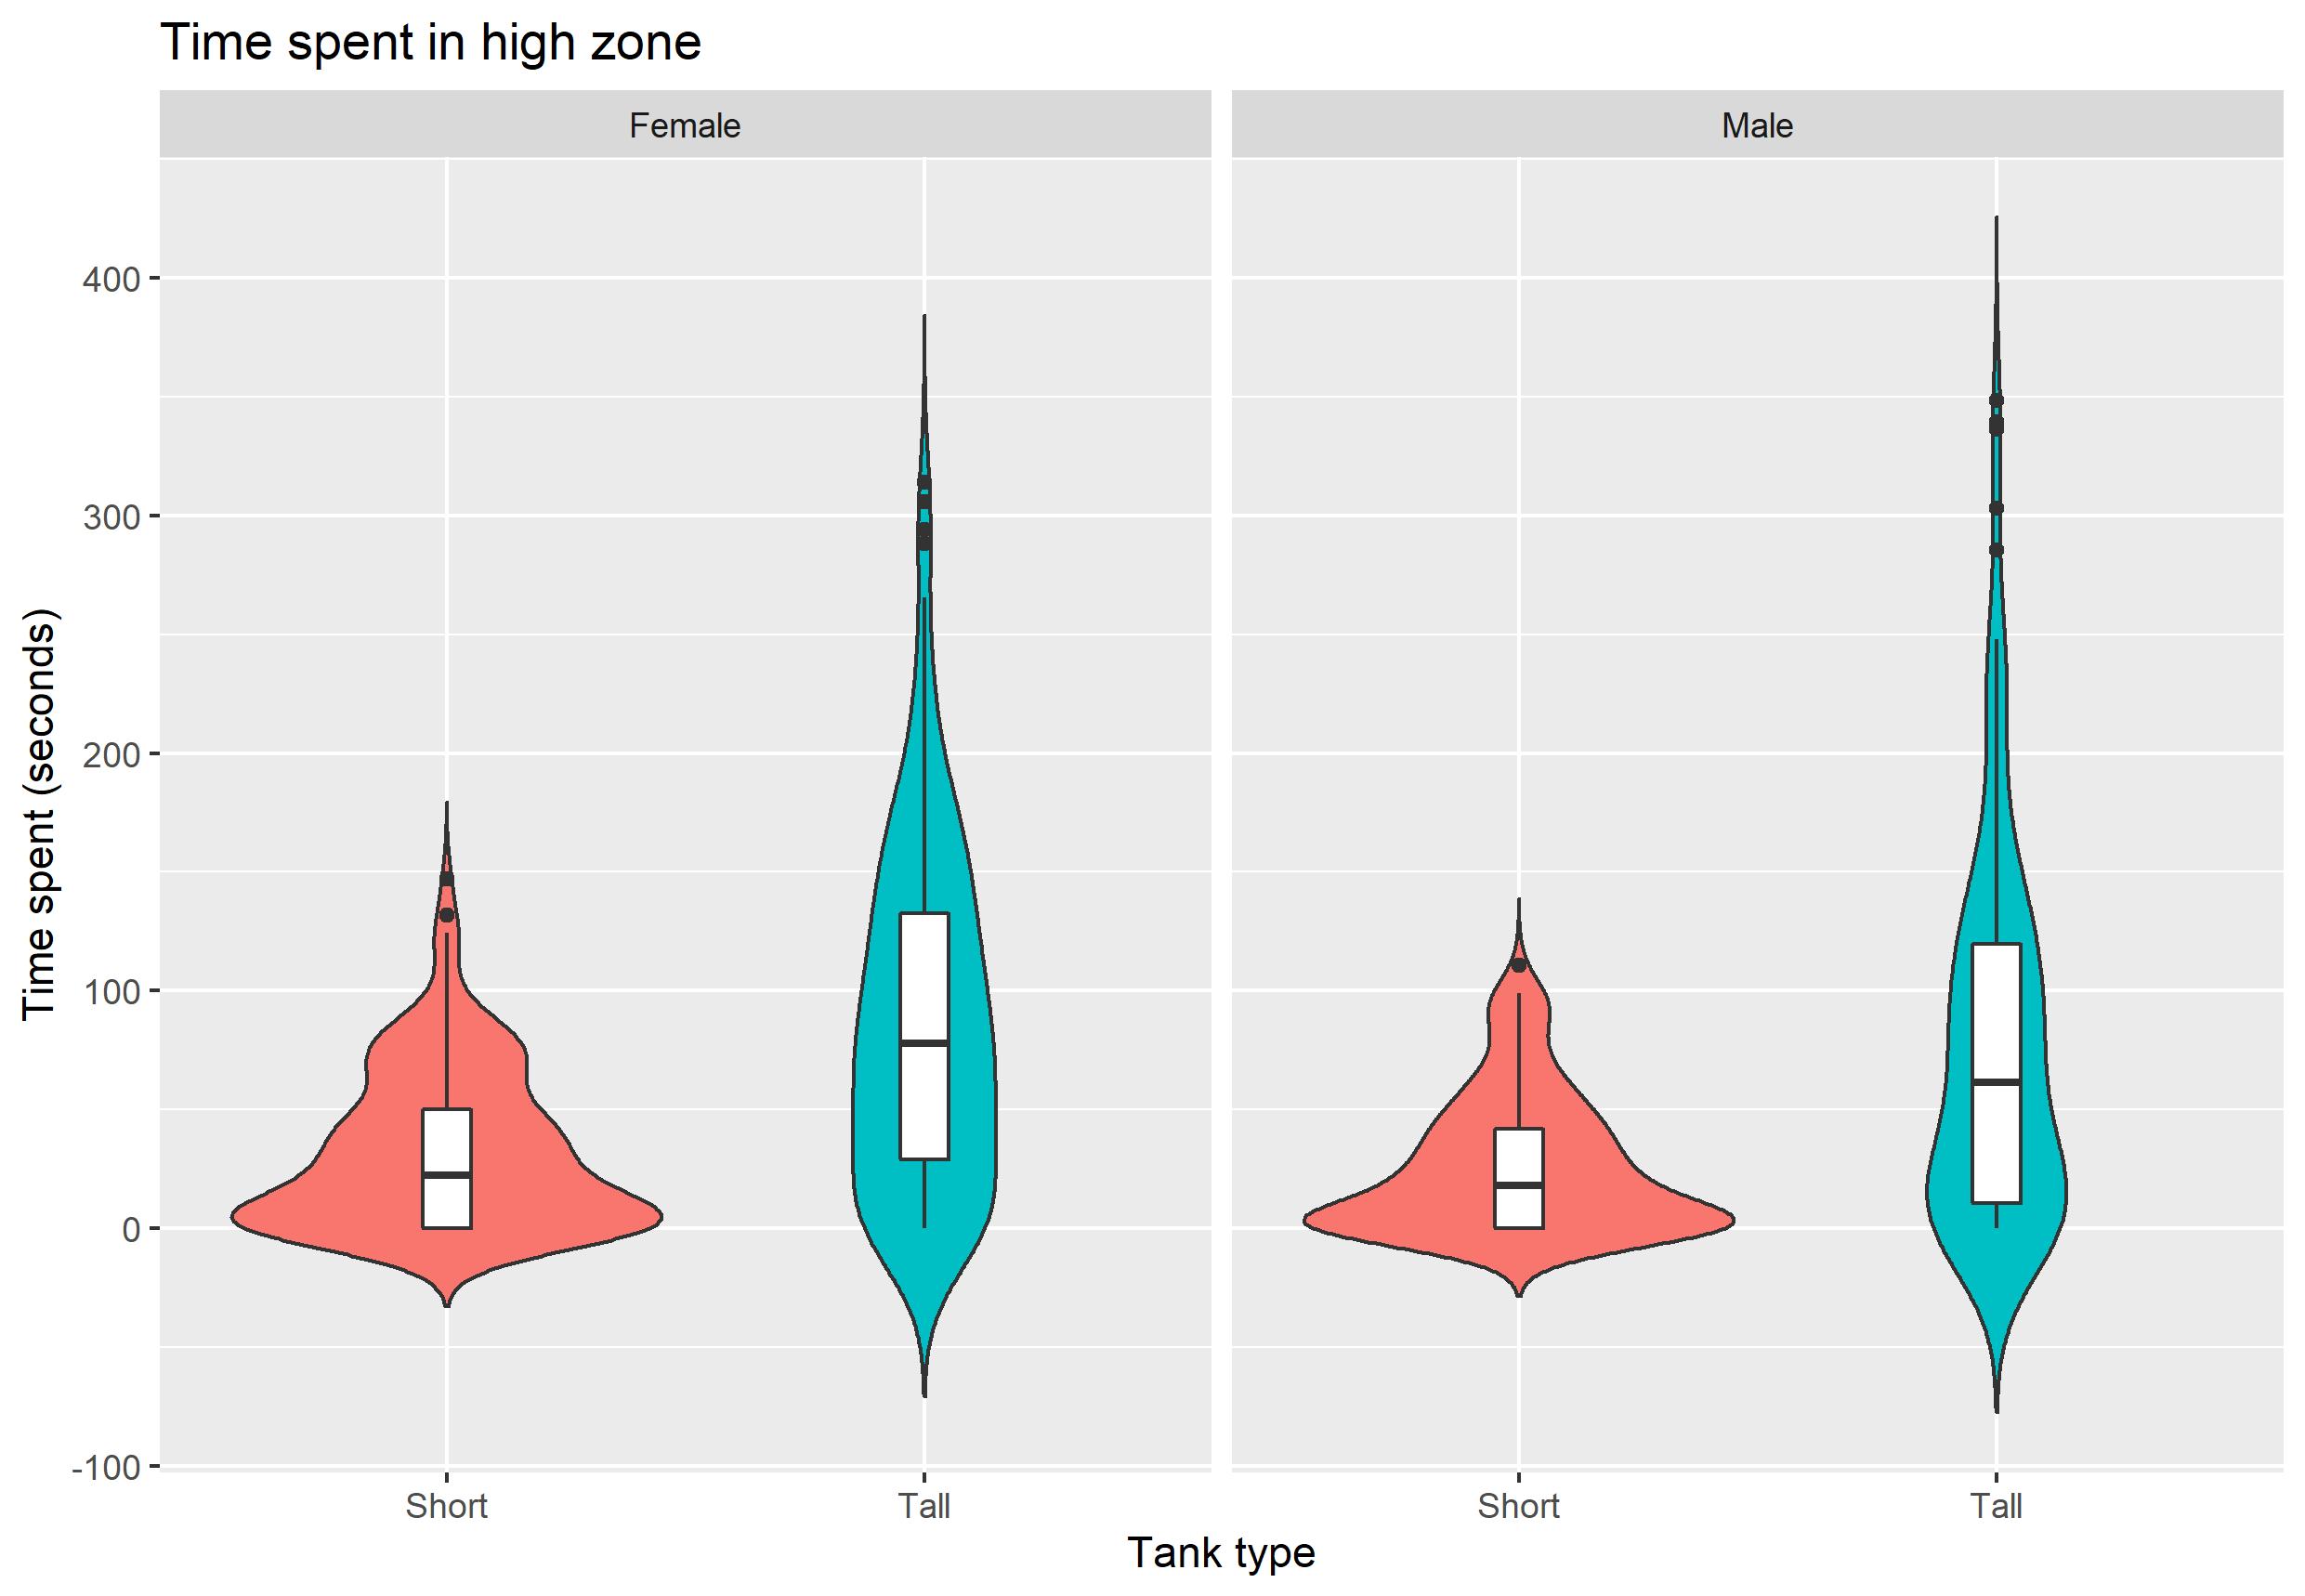 Time spent in high zone
Female
Male
Time spent (seconds)
400
300
200
100
0
-100
Short
Tall
Short
Tall
Tank type